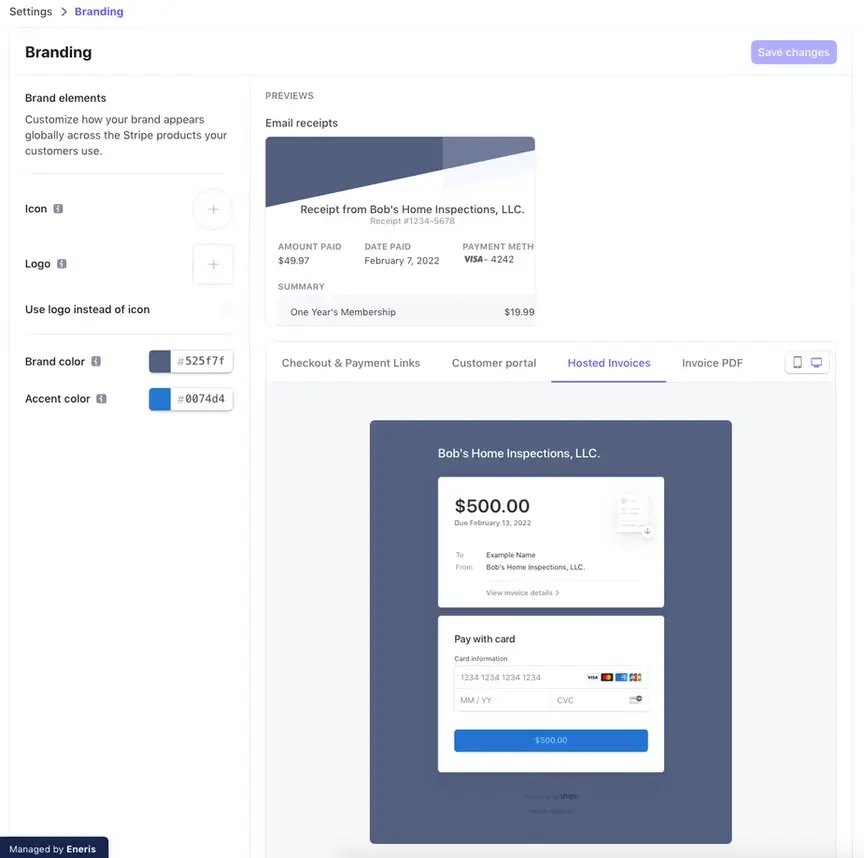 Settings > Branding
Branding
Save changes
Brand elements
Customize how your brand appears
globally across the Stripe products your
customers use.
Icon
Logo
Use logo instead of icon
Brand color
#525f7f
Accent color
#0074d4
PREVIEWS
Email receipts
Receipt from Bob's Home Inspections, LLC.
Receipt #1234-5678
AMOUNT PAID DATE PAID PAYMENT METH
$49.97 February 7, 2022 VISA - 4242
SUMMARY
One Year's Membership $19.99
Checkout & Payment Links Customer portal Hosted Invoices Invoice PDF
Bob's Home Inspections, LLC.
$500.00
Due February 13, 2022
To Example Name
From Bob's Home Inspections, LLC.
View invoice details >
Pay with card
Card information
1234 1234 1234 1234 VISA
MM / YY CVC
$500.00
Managed by Eneris